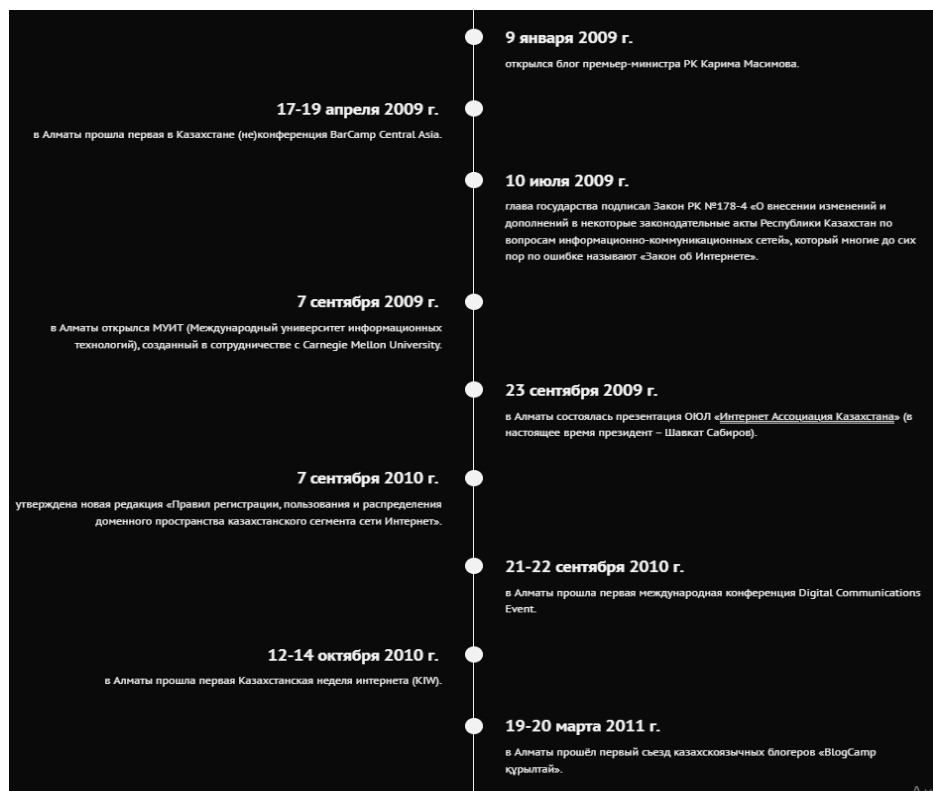 9 января 2009 г.
открылся блог премьер-министра РК Карима Масимова.
17-19 апреля 2009 г.
в Алматы прошла первая в Казахстане (не)конференция BarCamp Central Asia.
10 июля 2009 г.
глава государства подписал Закон РК №178-4 «О внесении изменений и
дополнений в некоторые законодательные акты Республики Казахстан по
вопросам информационно-коммуникационных сетей», который многие до сих
пор по ошибке называют «Закон об Интернете».
7 сентября 2009 г.
в Алматы открылся МУИТ (Международный университет информационных
технологий), созданный в сотрудничестве с Carnegie Mellon University.
23 сентября 2009 г.
в Алматы состоялась презентация ОЮЛ «Интернет Ассоциация Казахстана» (в
настоящее время президент – Шавкат Сабиров).
7 сентября 2010 г.
утверждена новая редакция «Правил регистрации, пользования и распределения
доменного пространства казахстанского сегмента сети Интернет».
21-22 сентября 2010 г.
в Алматы прошла первая международная конференция Digital Communications
Event.
12-14 октября 2010 г.
в Алматы прошла первая Казахстанская неделя интернета (KIW).
19-20 марта 2011 г.
в Алматы прошёл первый съезд казахскоязычных блогеров «BlogCamp
құрылтай».